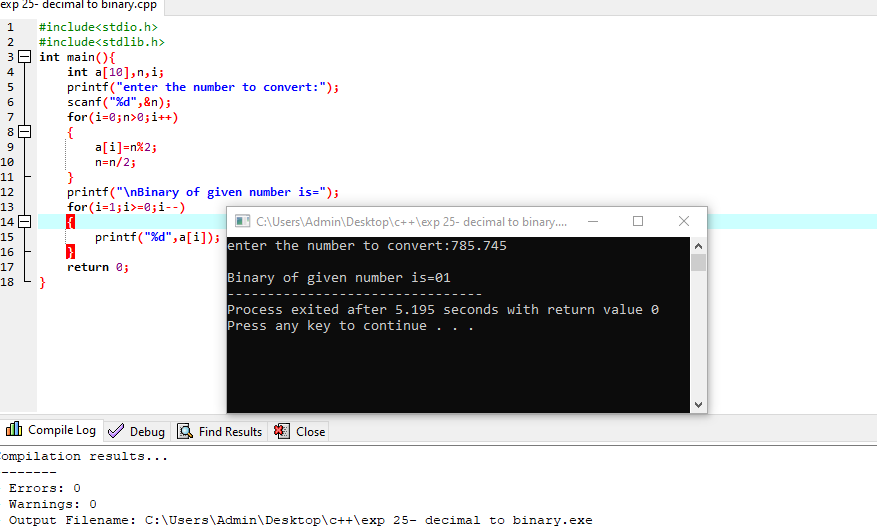 exp 25- decimal to binary.cpp
1 #include<stdio.h>
2 #include<stdlib.h>
3 int main(){
4 int a[10],n,i;
5 printf("enter the number to convert:");
6 scanf("%d",&n);
7 for(i=0;n>0;i++)
8 {
9 a[i]=n%2;
10 n=n/2;
11 }
12 printf("\nBinary of given number is=");
13 for(i=1;i>=0;i--)
14 {
15 printf("%d",a[i]);
16 }
17 return 0;
18 }
C:\Users\Admin\Desktop\c++\exp 25- decimal to binary....
enter the number to convert:785.745
Binary of given number is=01
--------------------------------
Process exited after 5.195 seconds with return value 0
Press any key to continue . . .
Compile Log Debug Find Results Close
ompilation results...
-------
- Errors: 0
- Warnings: 0
- Output Filename: C:\Users\Admin\Desktop\c++\exp 25- decimal to binary.exe